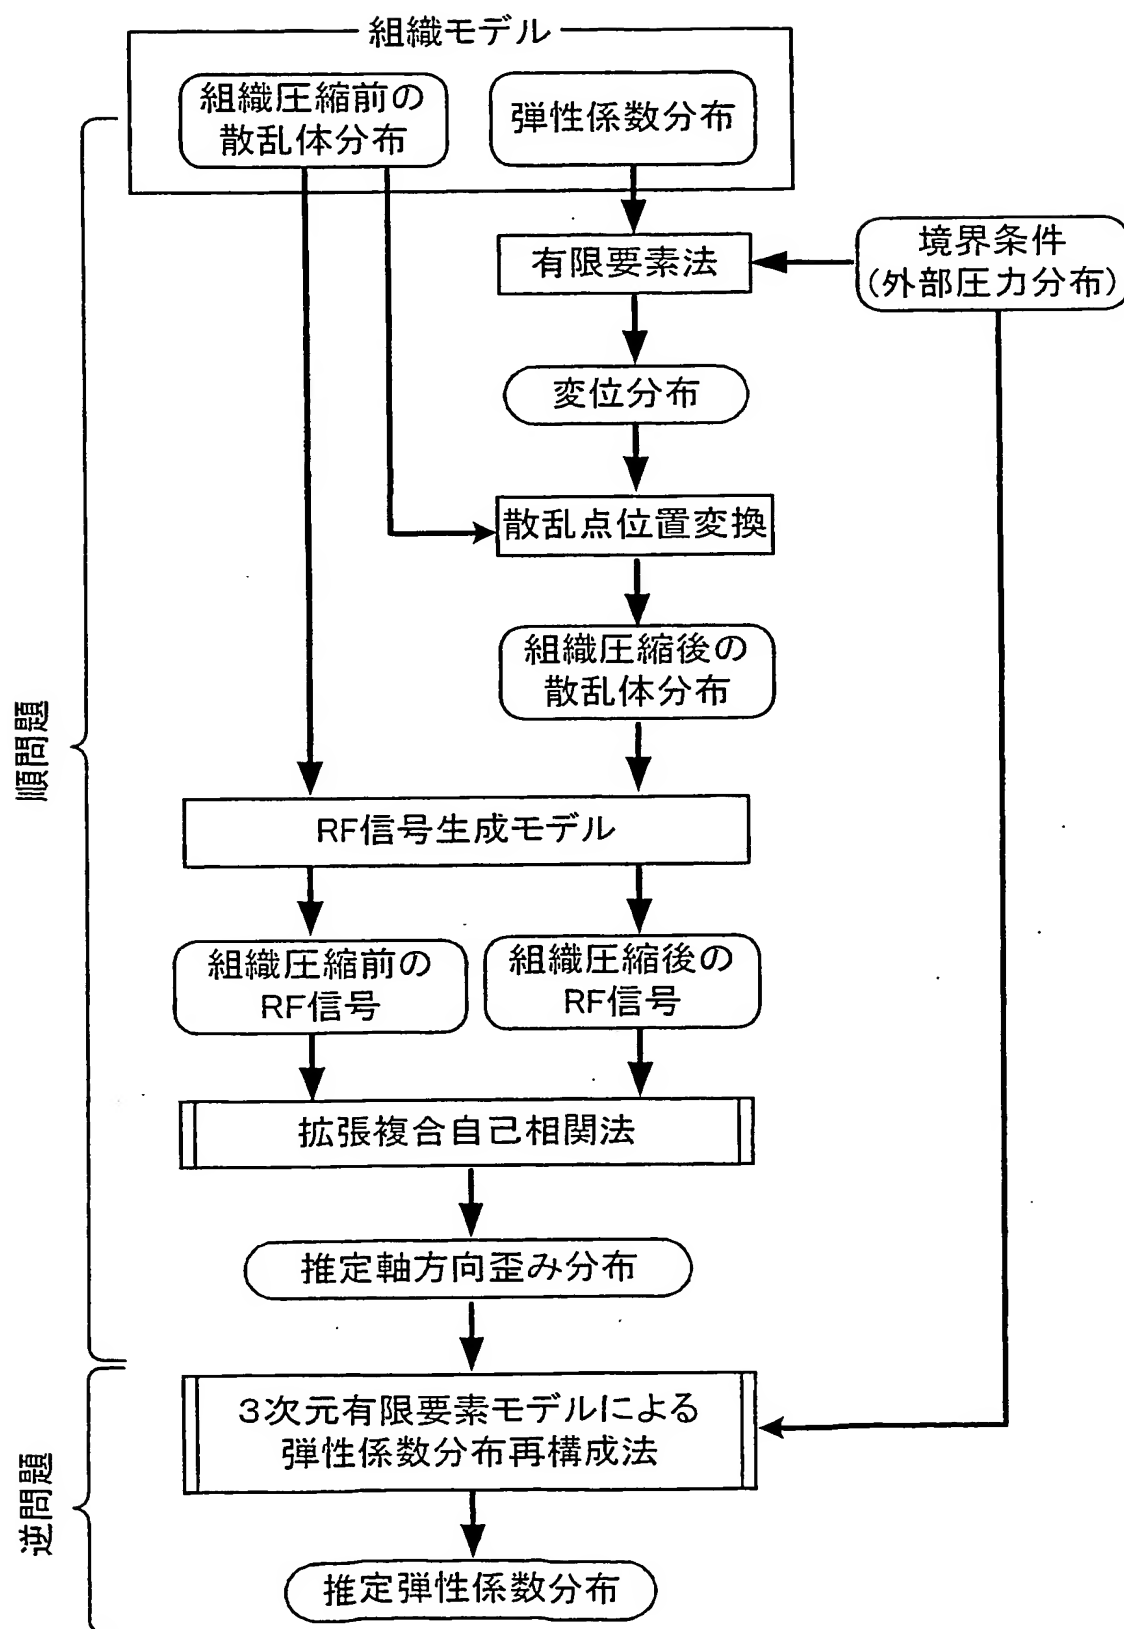 組織モデル
組織圧縮前の
散乱体分布
弾性係数分布
有限要素法
境界条件
(外部圧力分布)
変位分布
散乱点位置変換
組織圧縮後の
散乱体分布
順問題
RF信号生成モデル
組織圧縮前の
RF信号
組織圧縮後の
RF信号
拡張複合自己相関法
推定軸方向歪み分布
3次元有限要素モデルによる
弾性係数分布再構成法
逆問題
推定弾性係数分布